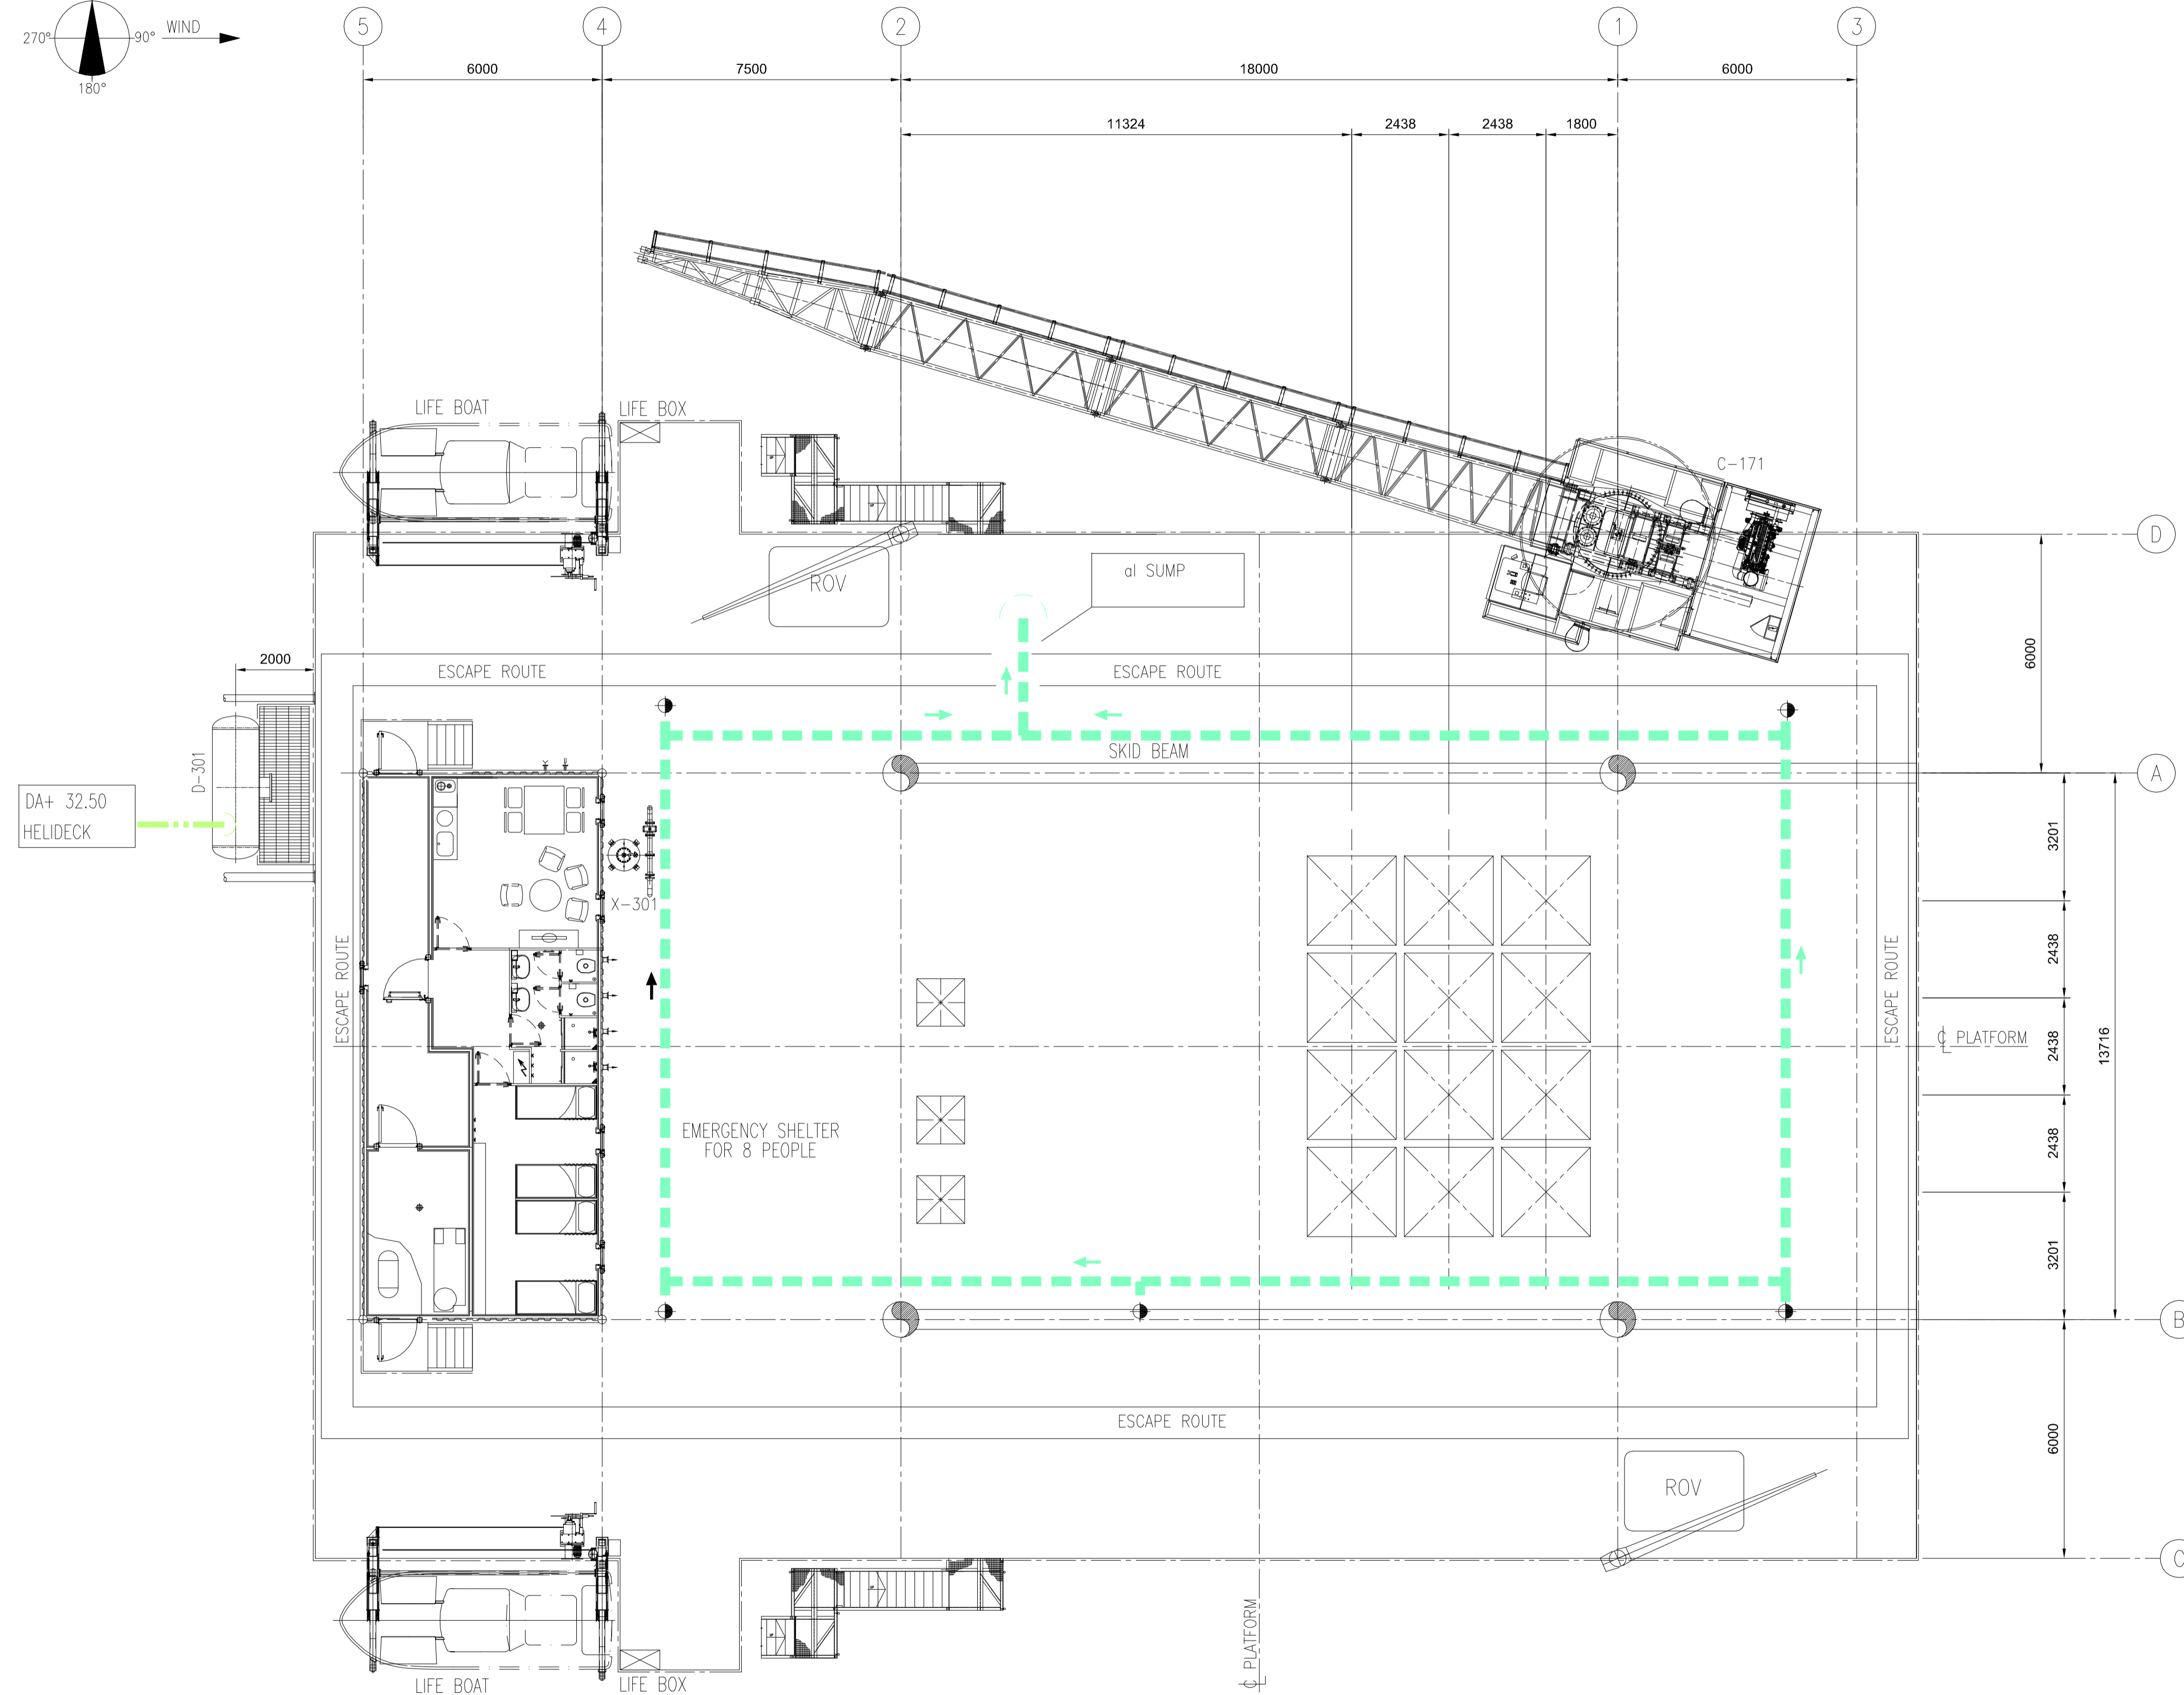 WIND
270°
90°
180°
5
4
2
1
3
6000
7500
18000
6000
11324
2438
2438
1800
LIFE BOAT
LIFE BOX
C-171
D
ROV
al SUMP
6000
2000
ESCAPE ROUTE
ESCAPE ROUTE
SKID BEAM
A
D-301
DA+ 32.50
HELIDECK
3201
X-301
ESCAPE ROUTE
ESCAPE ROUTE
2438
2438
13716
℄ PLATFORM
2438
EMERGENCY SHELTER
FOR 8 PEOPLE
3201
B
ESCAPE ROUTE
6000
ROV
C
℄ PLATFORM
LIFE BOAT
LIFE BOX